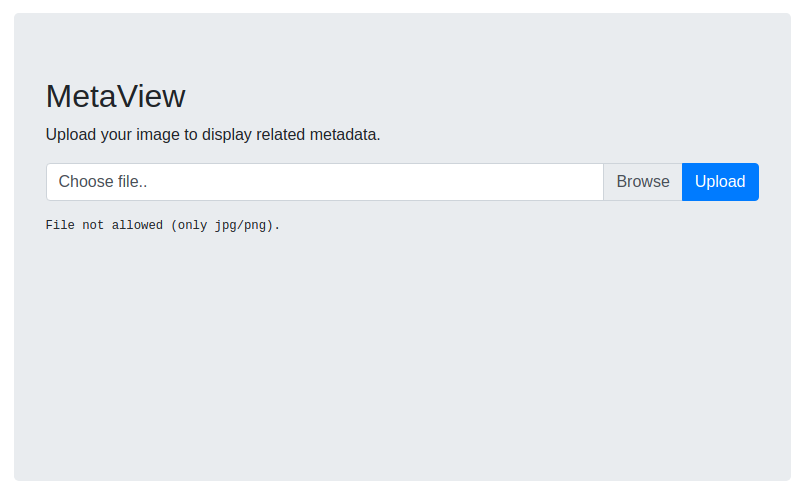 MetaView
Upload your image to display related metadata.
Choose file.. Browse Upload
File not allowed (only jpg/png).